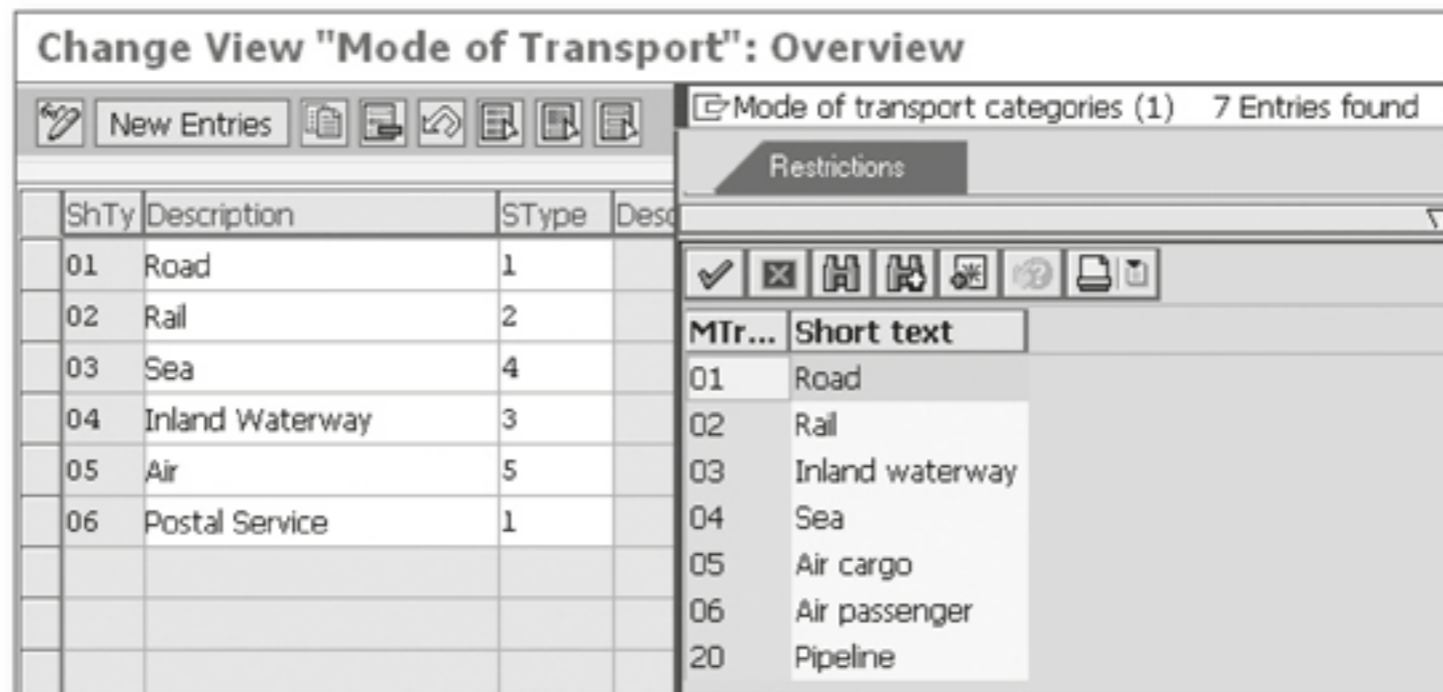 Change View "Mode of Transport": Overview
New Entries
ShTy Description SType Desc
01 Road 1
02 Rail 2
03 Sea 4
04 Inland Waterway 3
05 Air 5
06 Postal Service 1
Mode of transport categories (1) 7 Entries found
Restrictions
MTr... Short text
01 Road
02 Rail
03 Inland waterway
04 Sea
05 Air cargo
06 Air passenger
20 Pipeline